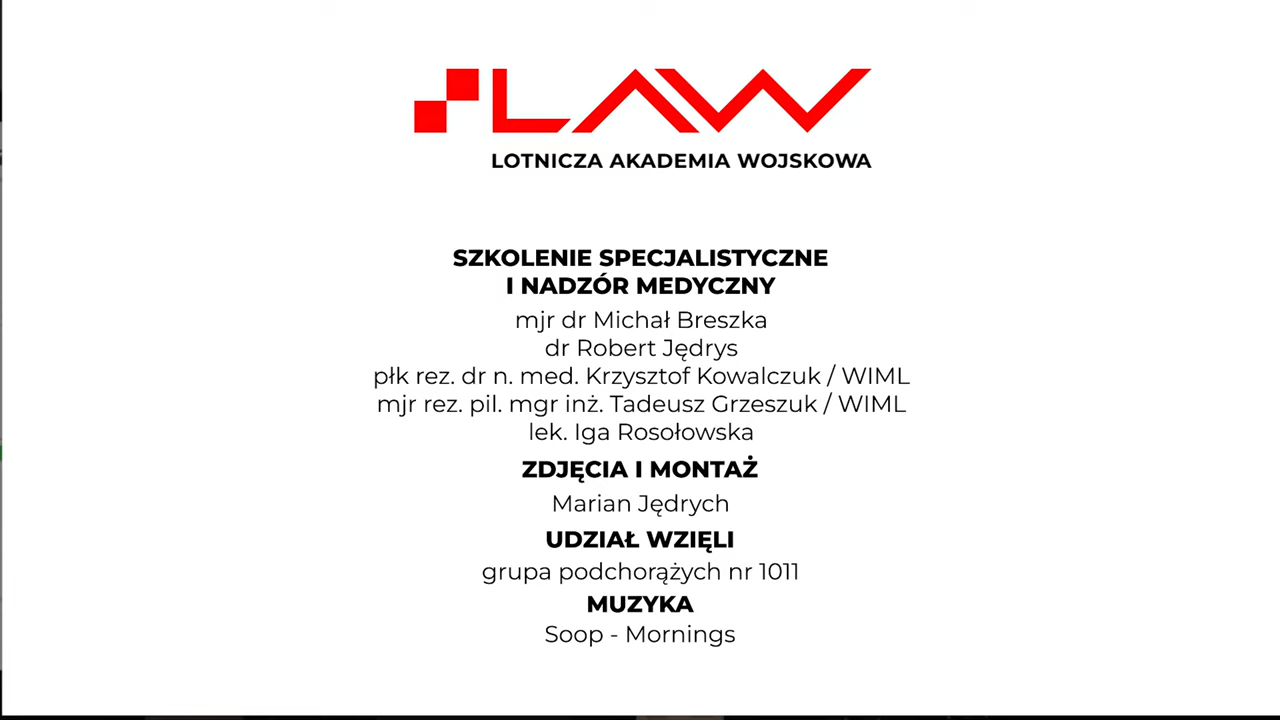 LAW
LOTNICZA AKADEMIA WOJSKOWA
SZKOLENIE SPECJALISTYCZNE
I NADZÓR MEDYCZNY
mjr dr Michał Breszka
dr Robert Jędrys
płk rez. dr n. med. Krzysztof Kowalczuk / WIML
mjr rez. pil. mgr inż. Tadeusz Grzeszuk / WIML
lek. Iga Rosołowska
ZDJĘCIA I MONTAŻ
Marian Jędrych
UDZIAŁ WZIĘLI
grupa podchorążych nr 1011
MUZYKA
Soop - Mornings